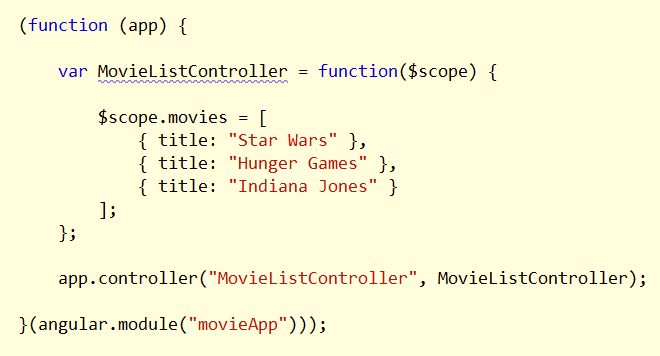 (function (app) {
var MovieListController = function($scope) {
$scope.movies = [
{ title: "Star Wars" },
{ title: "Hunger Games" },
{ title: "Indiana Jones" }
];
};
app.controller("MovieListController", MovieListController);
}(angular.module("movieApp")));